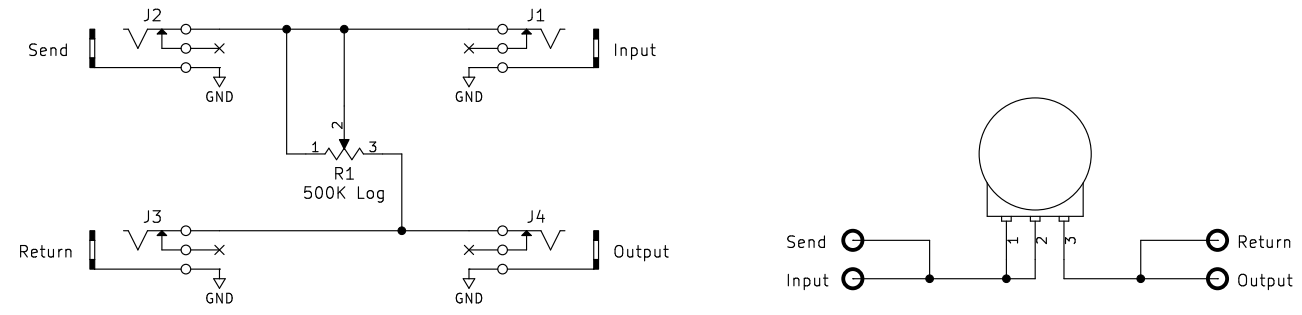 J2
J1
Send
Input
GND
GND
2
1
3
R1
500K Log
J3
J4
Return
Output
GND
GND
1
2
3
Send
Return
Input
Output